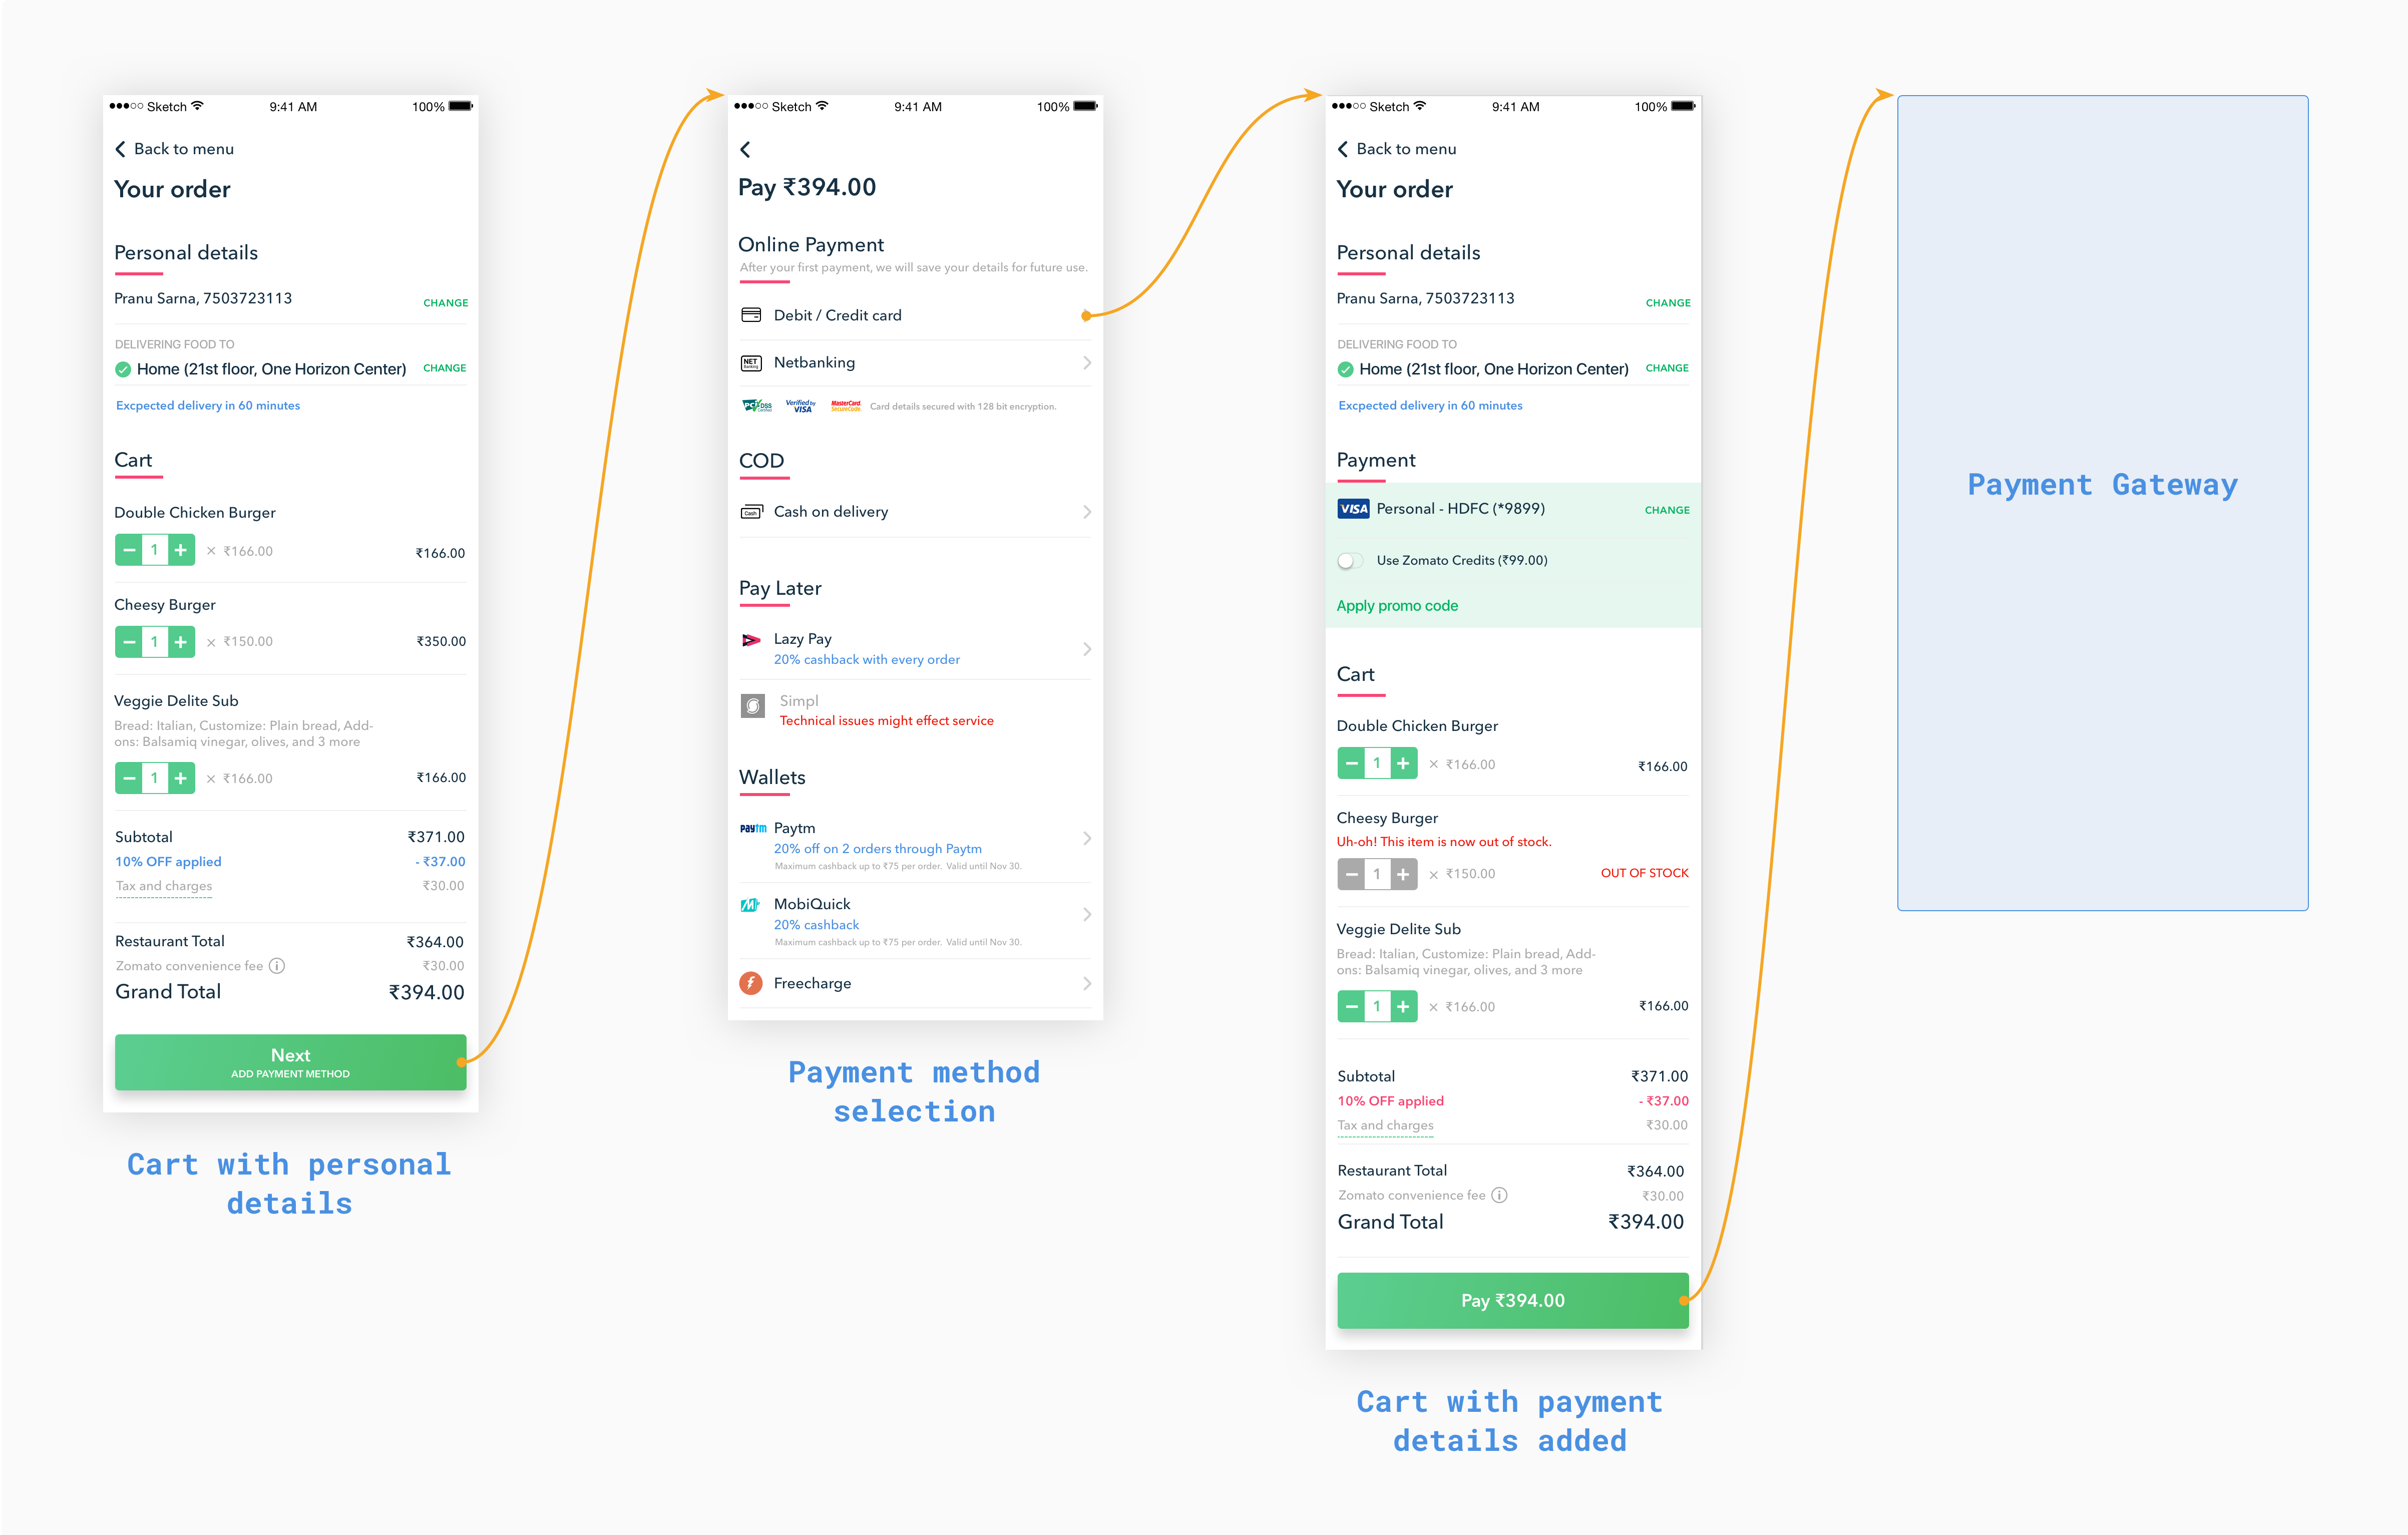 Sketch 9:41 AM 100%
Back to menu
Your order
Personal details
Pranu Sarna, 7503723113 CHANGE
DELIVERING FOOD TO
Home (21st floor, One Horizon Center) CHANGE
Excpected delivery in 60 minutes
Cart
Double Chicken Burger
− 1 + × ₹166.00 ₹166.00
Cheesy Burger
− 1 + × ₹150.00 ₹350.00
Veggie Delite Sub
Bread: Italian, Customize: Plain bread, Add-
ons: Balsamiq vinegar, olives, and 3 more
− 1 + × ₹166.00 ₹166.00
Subtotal ₹371.00
10% OFF applied - ₹37.00
Tax and charges ₹30.00
Restaurant Total ₹364.00
Zomato convenience fee i ₹30.00
Grand Total ₹394.00
Next
ADD PAYMENT METHOD
Cart with personal
details
Sketch 9:41 AM 100%
Pay ₹394.00
Online Payment
After your first payment, we will save your details for future use.
Debit / Credit card
NET Banking Netbanking
PCI DSS Certified Verified by VISA MasterCard SecureCode Card details secured with 128 bit encryption.
COD
Cash Cash on delivery
Pay Later
Lazy Pay
20% cashback with every order
Simpl
Technical issues might effect service
Wallets
paytm Paytm
20% off on 2 orders through Paytm
Maximum cashback up to ₹75 per order. Valid until Nov 30.
MobiQuick
20% cashback
Maximum cashback up to ₹75 per order. Valid until Nov 30.
Freecharge
Payment method
selection
Sketch 9:41 AM 100%
Back to menu
Your order
Personal details
Pranu Sarna, 7503723113 CHANGE
DELIVERING FOOD TO
Home (21st floor, One Horizon Center) CHANGE
Excpected delivery in 60 minutes
Payment
VISA Personal - HDFC (*9899) CHANGE
Use Zomato Credits (₹99.00)
Apply promo code
Cart
Double Chicken Burger
− 1 + × ₹166.00 ₹166.00
Cheesy Burger
Uh-oh! This item is now out of stock.
− 1 + × ₹150.00 OUT OF STOCK
Veggie Delite Sub
Bread: Italian, Customize: Plain bread, Add-
ons: Balsamiq vinegar, olives, and 3 more
− 1 + × ₹166.00 ₹166.00
Subtotal ₹371.00
10% OFF applied - ₹37.00
Tax and charges ₹30.00
Restaurant Total ₹364.00
Zomato convenience fee i ₹30.00
Grand Total ₹394.00
Pay ₹394.00
Cart with payment
details added
Payment Gateway